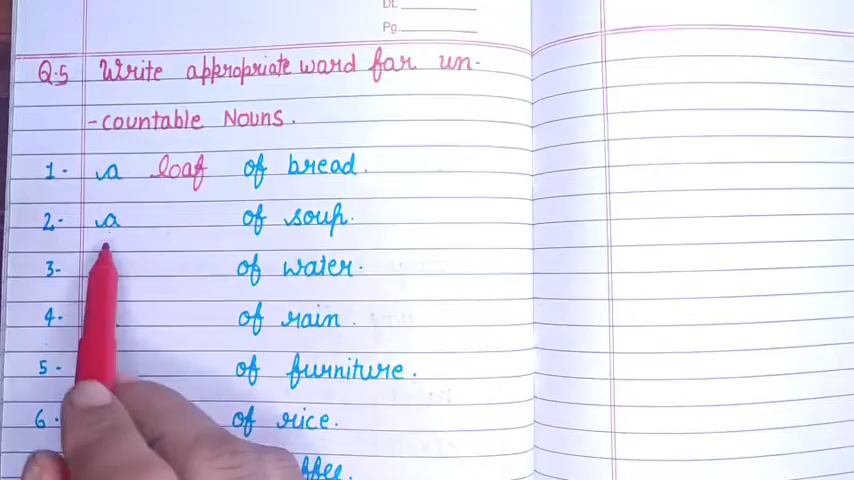 Dt.
Pg.
Q.5 Write appropriate word for un-
-countable Nouns.
1- a loaf of bread.
2- a of soup.
3- of water.
4- of rain.
5- of furniture.
6. of rice.